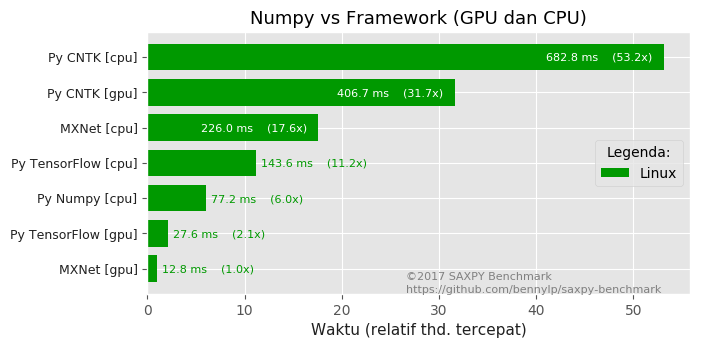 Numpy vs Framework (GPU dan CPU)
Py CNTK [cpu] 682.8 ms (53.2x)
Py CNTK [gpu] 406.7 ms (31.7x)
MXNet [cpu] 226.0 ms (17.6x)
Py TensorFlow [cpu] 143.6 ms (11.2x)
Py Numpy [cpu] 77.2 ms (6.0x)
Py TensorFlow [gpu] 27.6 ms (2.1x)
MXNet [gpu] 12.8 ms (1.0x)
Legenda:
Linux
©2017 SAXPY Benchmark
https://github.com/bennylp/saxpy-benchmark
0 10 20 30 40 50
Waktu (relatif thd. tercepat)